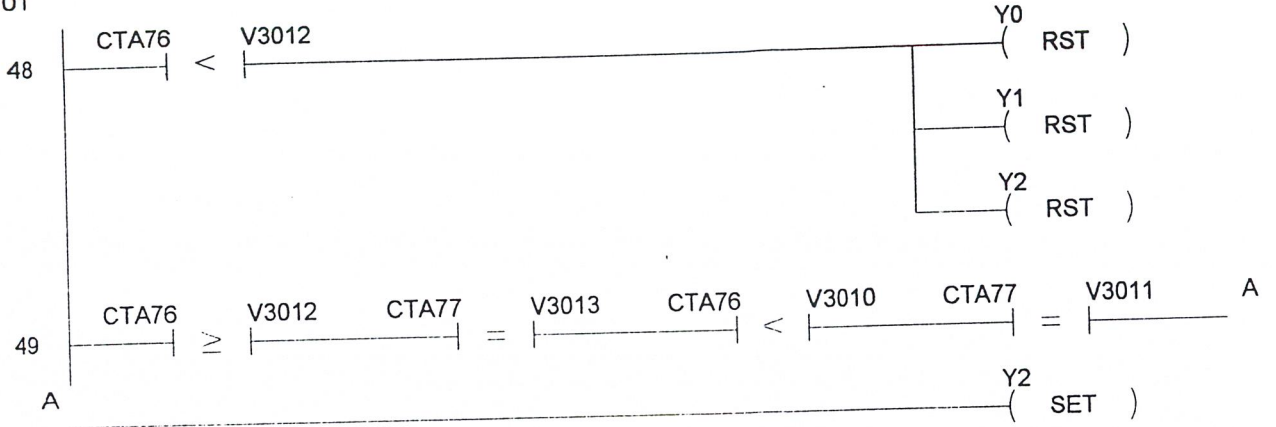 CTA76 < V3012 Y0
48 ( RST )
Y1
( RST )
Y2
( RST )
CTA76 ≥ V3012 CTA77 = V3013 CTA76 < V3010 CTA77 = V3011 A
49
A Y2
( SET )